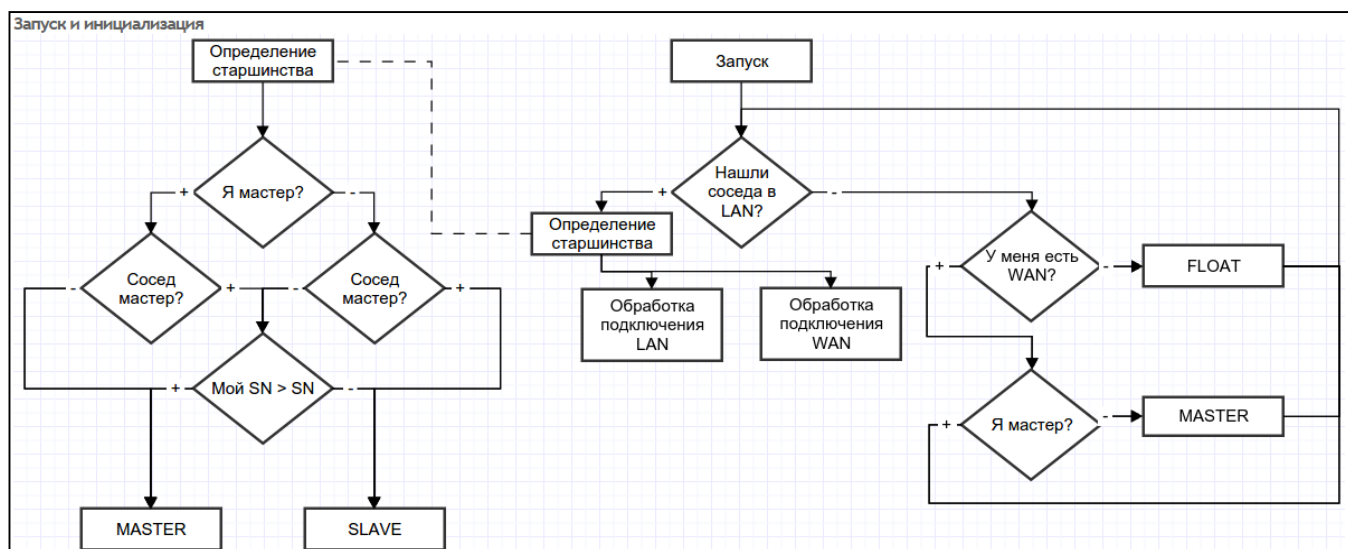 Запуск и инициализация
Определение
старшинства
Запуск
Я мастер?
+
-
Нашли
соседа в
LAN?
+
-
Определение
старшинства
Сосед
мастер?
-
+
Сосед
мастер?
-
+
У меня есть
WAN?
+
-
FLOAT
Обработка
подключения
LAN
Обработка
подключения
WAN
Мой SN > SN
+
-
Я мастер?
+
-
MASTER
MASTER
SLAVE